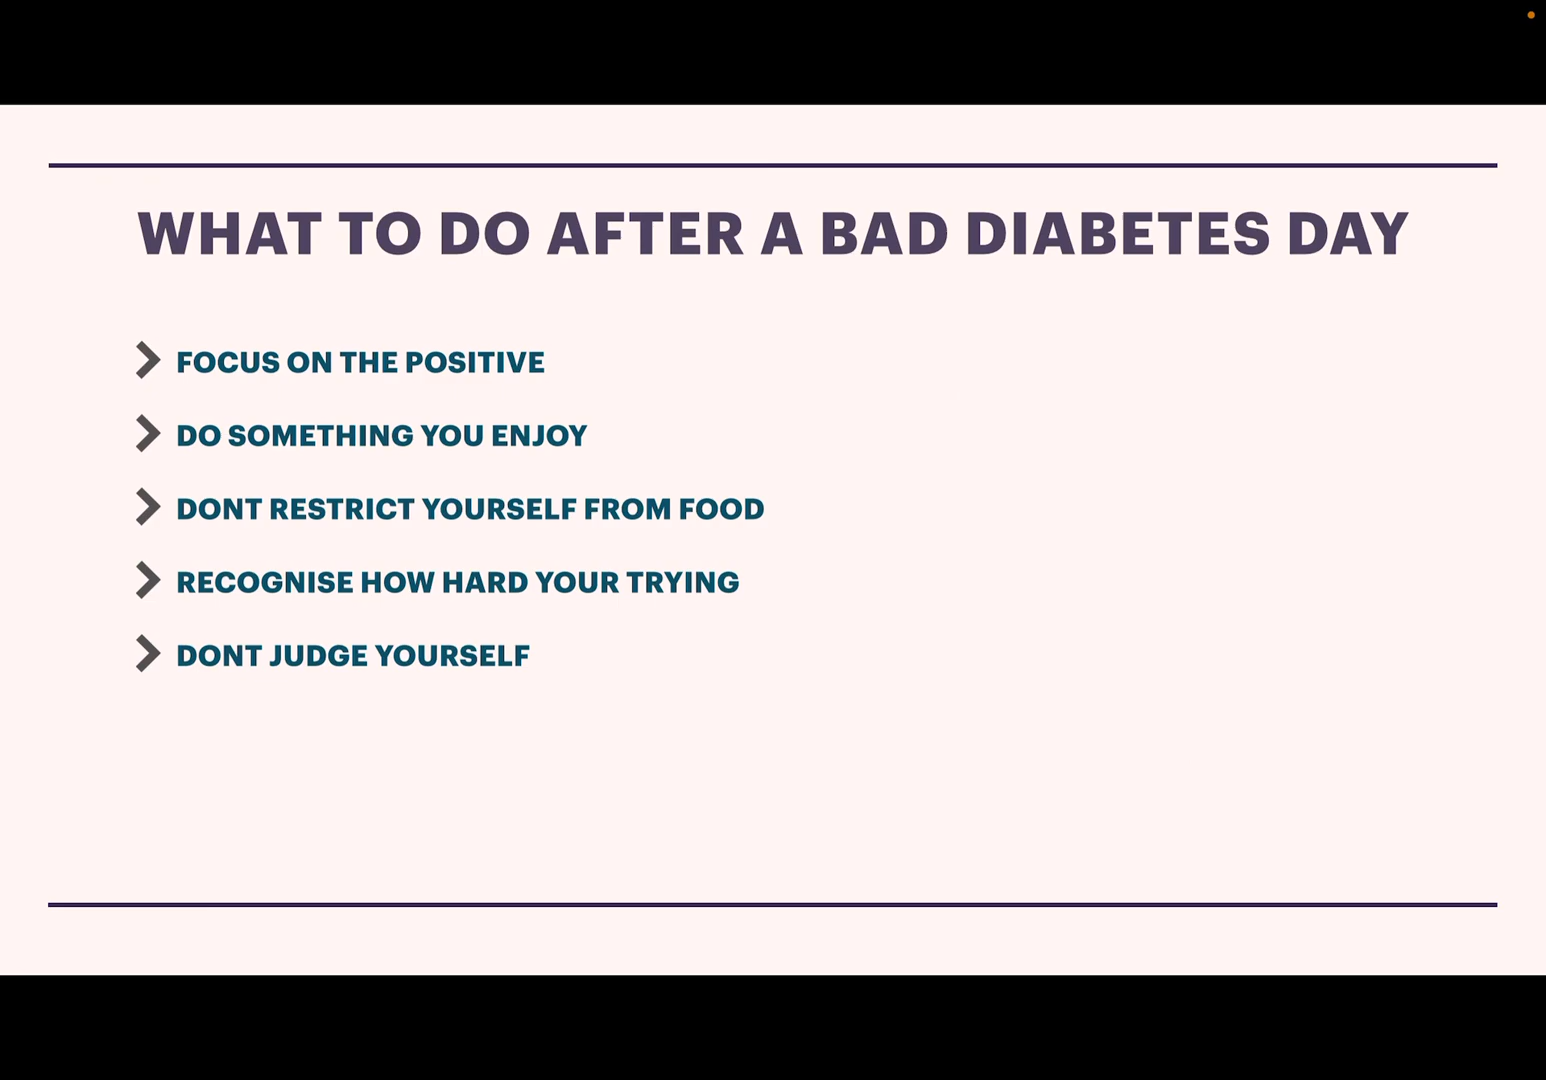 WHAT TO DO AFTER A BAD DIABETES DAY
FOCUS ON THE POSITIVE
DO SOMETHING YOU ENJOY
DONT RESTRICT YOURSELF FROM FOOD
RECOGNISE HOW HARD YOUR TRYING
DONT JUDGE YOURSELF